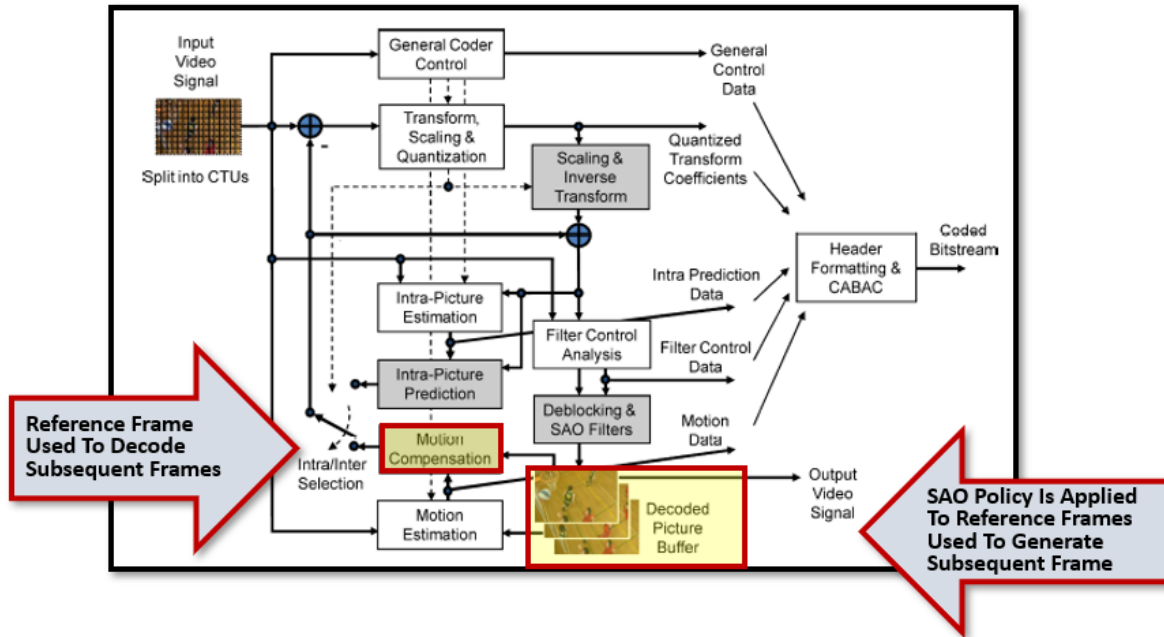 Input
Video
Signal
Split into CTUs
General Coder
Control
General
Control
Data
Transform,
Scaling &
Quantization
-
Quantized
Transform
Coefficients
Scaling &
Inverse
Transform
Header
Formatting &
CABAC
Coded
Bitstream
Intra-Picture
Estimation
Intra Prediction
Data
Filter Control
Analysis
Filter Control
Data
Intra-Picture
Prediction
Deblocking &
SAO Filters
Motion
Data
Reference Frame
Used To Decode
Subsequent Frames
Intra/Inter
Selection
Motion
Compensation
Motion
Estimation
Decoded
Picture
Buffer
Output
Video
Signal
SAO Policy Is Applied
To Reference Frames
Used To Generate
Subsequent Frame